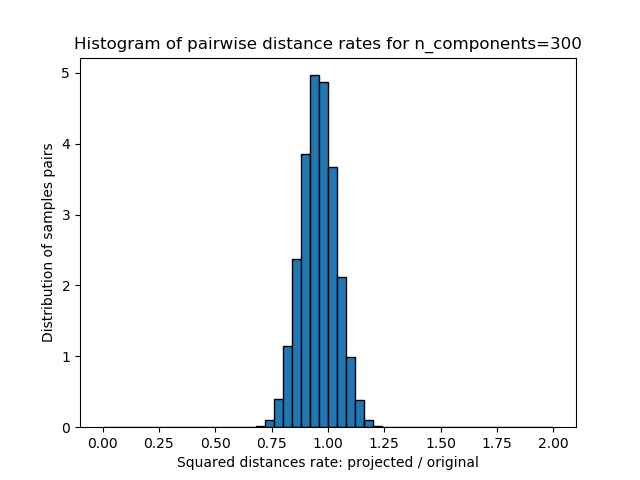 Histogram of pairwise distance rates for n_components=300
Distribution of samples pairs
5
4
3
2
1
0
0.00 0.25 0.50 0.75 1.00 1.25 1.50 1.75 2.00
Squared distances rate: projected / original